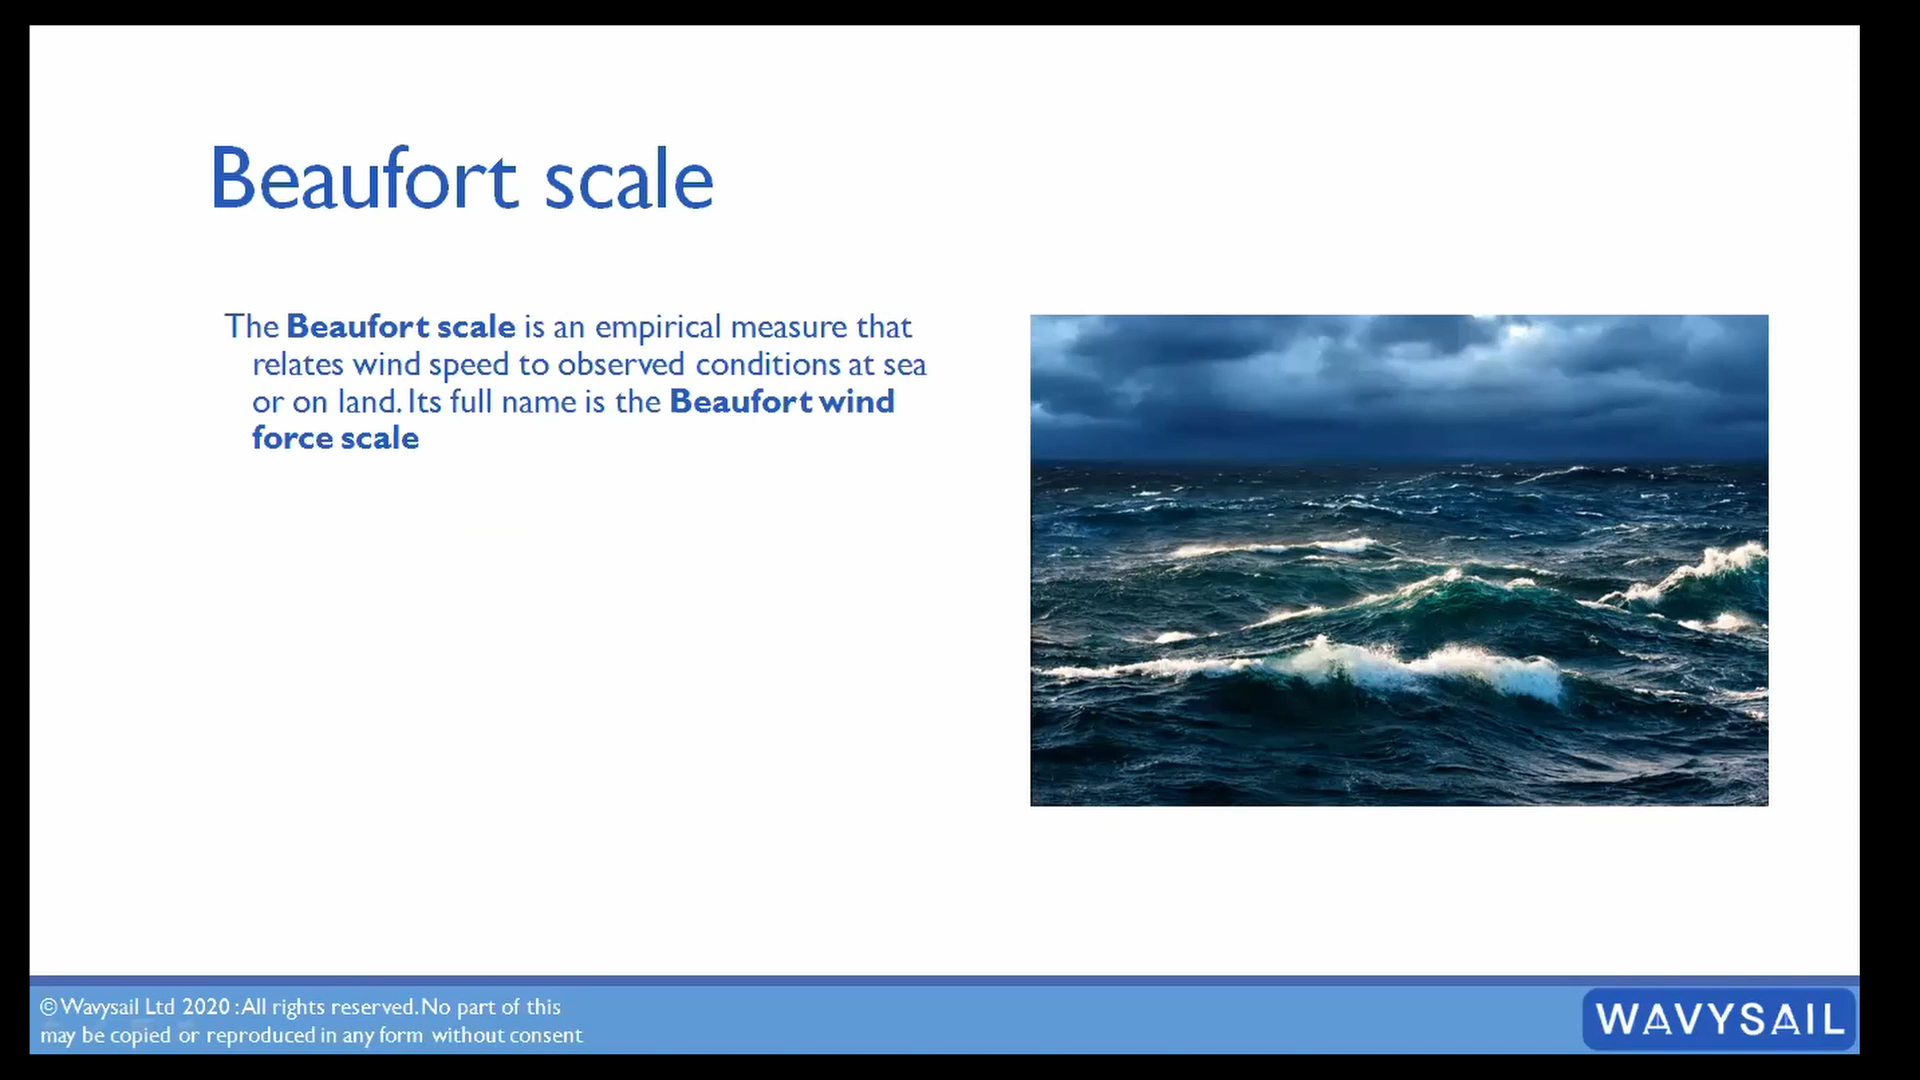 Beaufort scale
The Beaufort scale is an empirical measure that
relates wind speed to observed conditions at sea
or on land. Its full name is the Beaufort wind
force scale
© Wavysail Ltd 2020 : All rights reserved. No part of this
may be copied or reproduced in any form without consent
WAVYSAIL